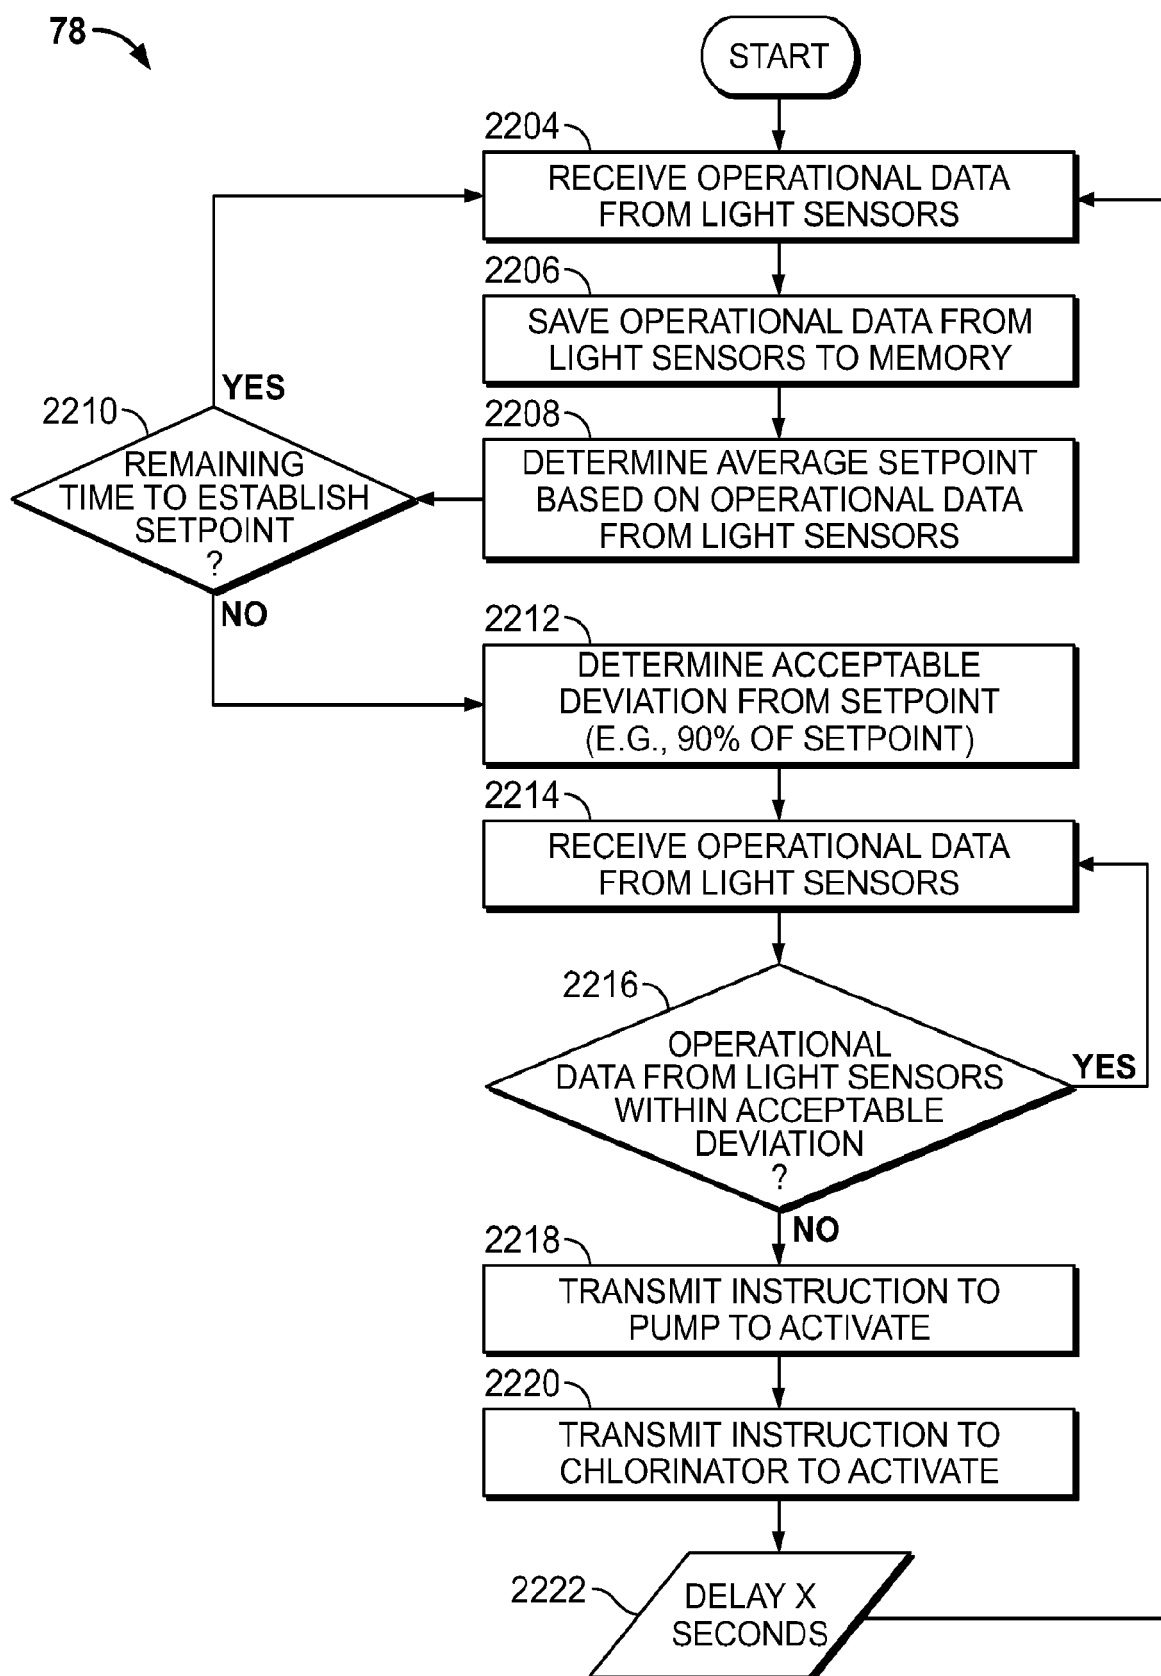 78
START
2204
RECEIVE OPERATIONAL DATA
FROM LIGHT SENSORS
2206
SAVE OPERATIONAL DATA FROM
LIGHT SENSORS TO MEMORY
2208
DETERMINE AVERAGE SETPOINT
BASED ON OPERATIONAL DATA
FROM LIGHT SENSORS
YES
2210
REMAINING
TIME TO ESTABLISH
SETPOINT
?
NO
2212
DETERMINE ACCEPTABLE
DEVIATION FROM SETPOINT
(E.G., 90% OF SETPOINT)
2214
RECEIVE OPERATIONAL DATA
FROM LIGHT SENSORS
2216
OPERATIONAL
DATA FROM LIGHT SENSORS
WITHIN ACCEPTABLE
DEVIATION
?
YES
NO
2218
TRANSMIT INSTRUCTION TO
PUMP TO ACTIVATE
2220
TRANSMIT INSTRUCTION TO
CHLORINATOR TO ACTIVATE
2222
DELAY X
SECONDS